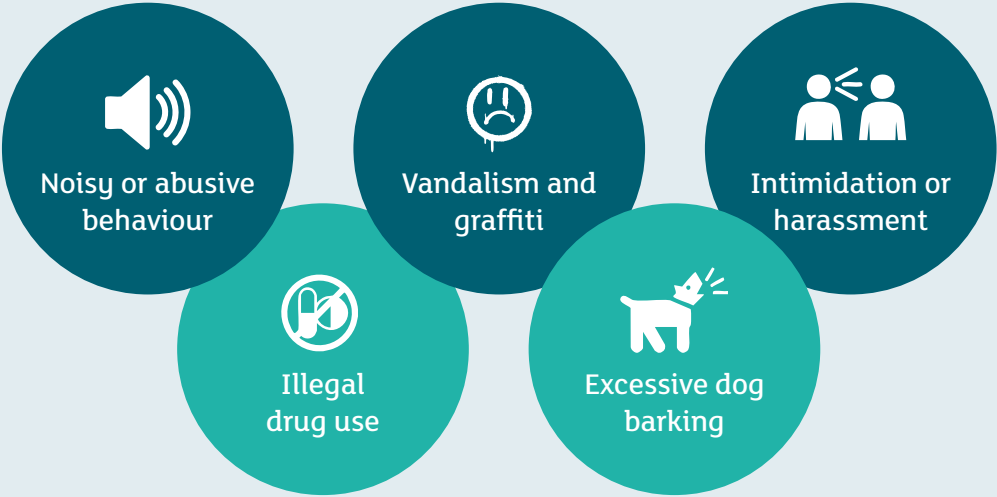 Noisy or abusive
behaviour
Vandalism and
graffiti
Intimidation or
harassment
Illegal
drug use
Excessive dog
barking